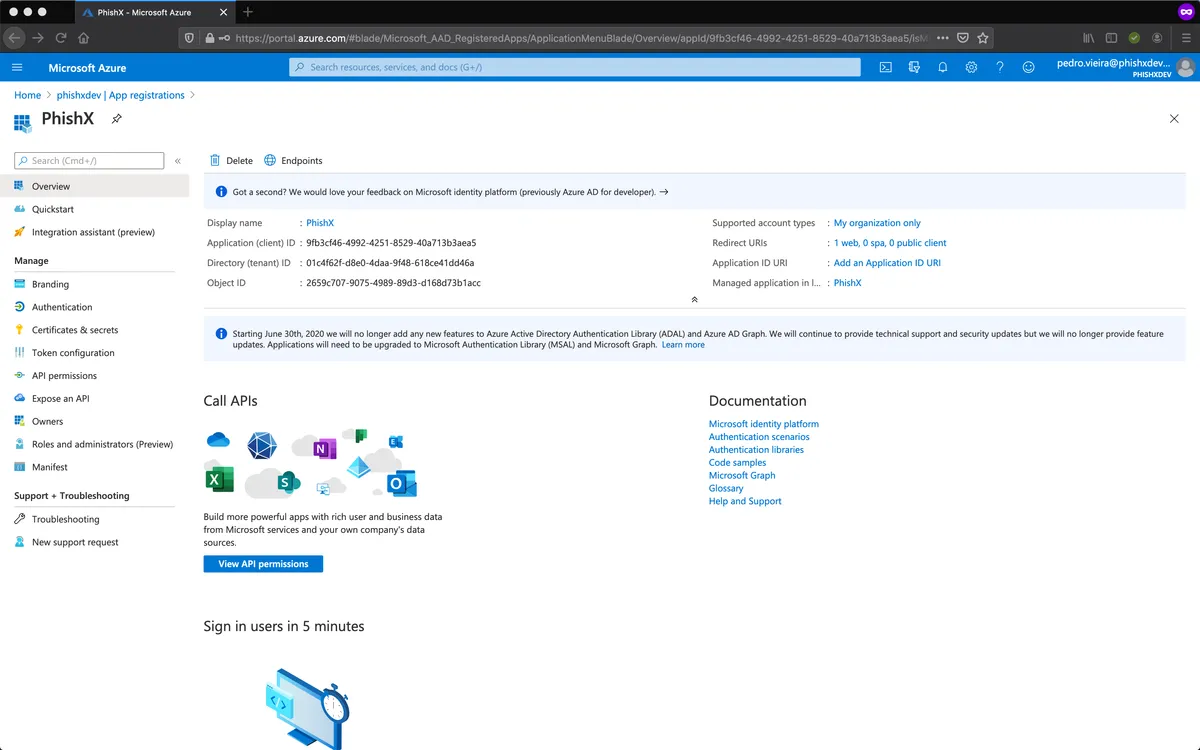 PhishX - Microsoft Azure
https://portal.azure.com/#blade/Microsoft_AAD_RegisteredApps/ApplicationMenuBlade/Overview/appId/9fb3cf46-4992-4251-8529-40a713b3aea5/isM
Microsoft Azure
Search resources, services, and docs (G+/)
pedro.vieira@phishxdev...
PHISHXDEV
Home > phishxdev | App registrations >
PhishX
Search (Cmd+/)
«
Overview
Quickstart
Integration assistant (preview)
Manage
Branding
Authentication
Certificates & secrets
Token configuration
API permissions
Expose an API
Owners
Roles and administrators (Preview)
Manifest
Support + Troubleshooting
Troubleshooting
New support request
Delete
Endpoints
Got a second? We would love your feedback on Microsoft identity platform (previously Azure AD for developer). →
Display name : PhishX
Application (client) ID : 9fb3cf46-4992-4251-8529-40a713b3aea5
Directory (tenant) ID : 01c4f62f-d8e0-4daa-9f48-618ce41dd46a
Object ID : 2659c707-9075-4989-89d3-d168d73b1acc
Supported account types : My organization only
Redirect URIs : 1 web, 0 spa, 0 public client
Application ID URI : Add an Application ID URI
Managed application in l... : PhishX
Starting June 30th, 2020 we will no longer add any new features to Azure Active Directory Authentication Library (ADAL) and Azure AD Graph. We will continue to provide technical support and security updates but we will no longer provide feature
updates. Applications will need to be upgraded to Microsoft Authentication Library (MSAL) and Microsoft Graph. Learn more
Call APIs
N
E
X
S
O
Build more powerful apps with rich user and business data
from Microsoft services and your own company's data
sources.
View API permissions
Documentation
Microsoft identity platform
Authentication scenarios
Authentication libraries
Code samples
Microsoft Graph
Glossary
Help and Support
Sign in users in 5 minutes